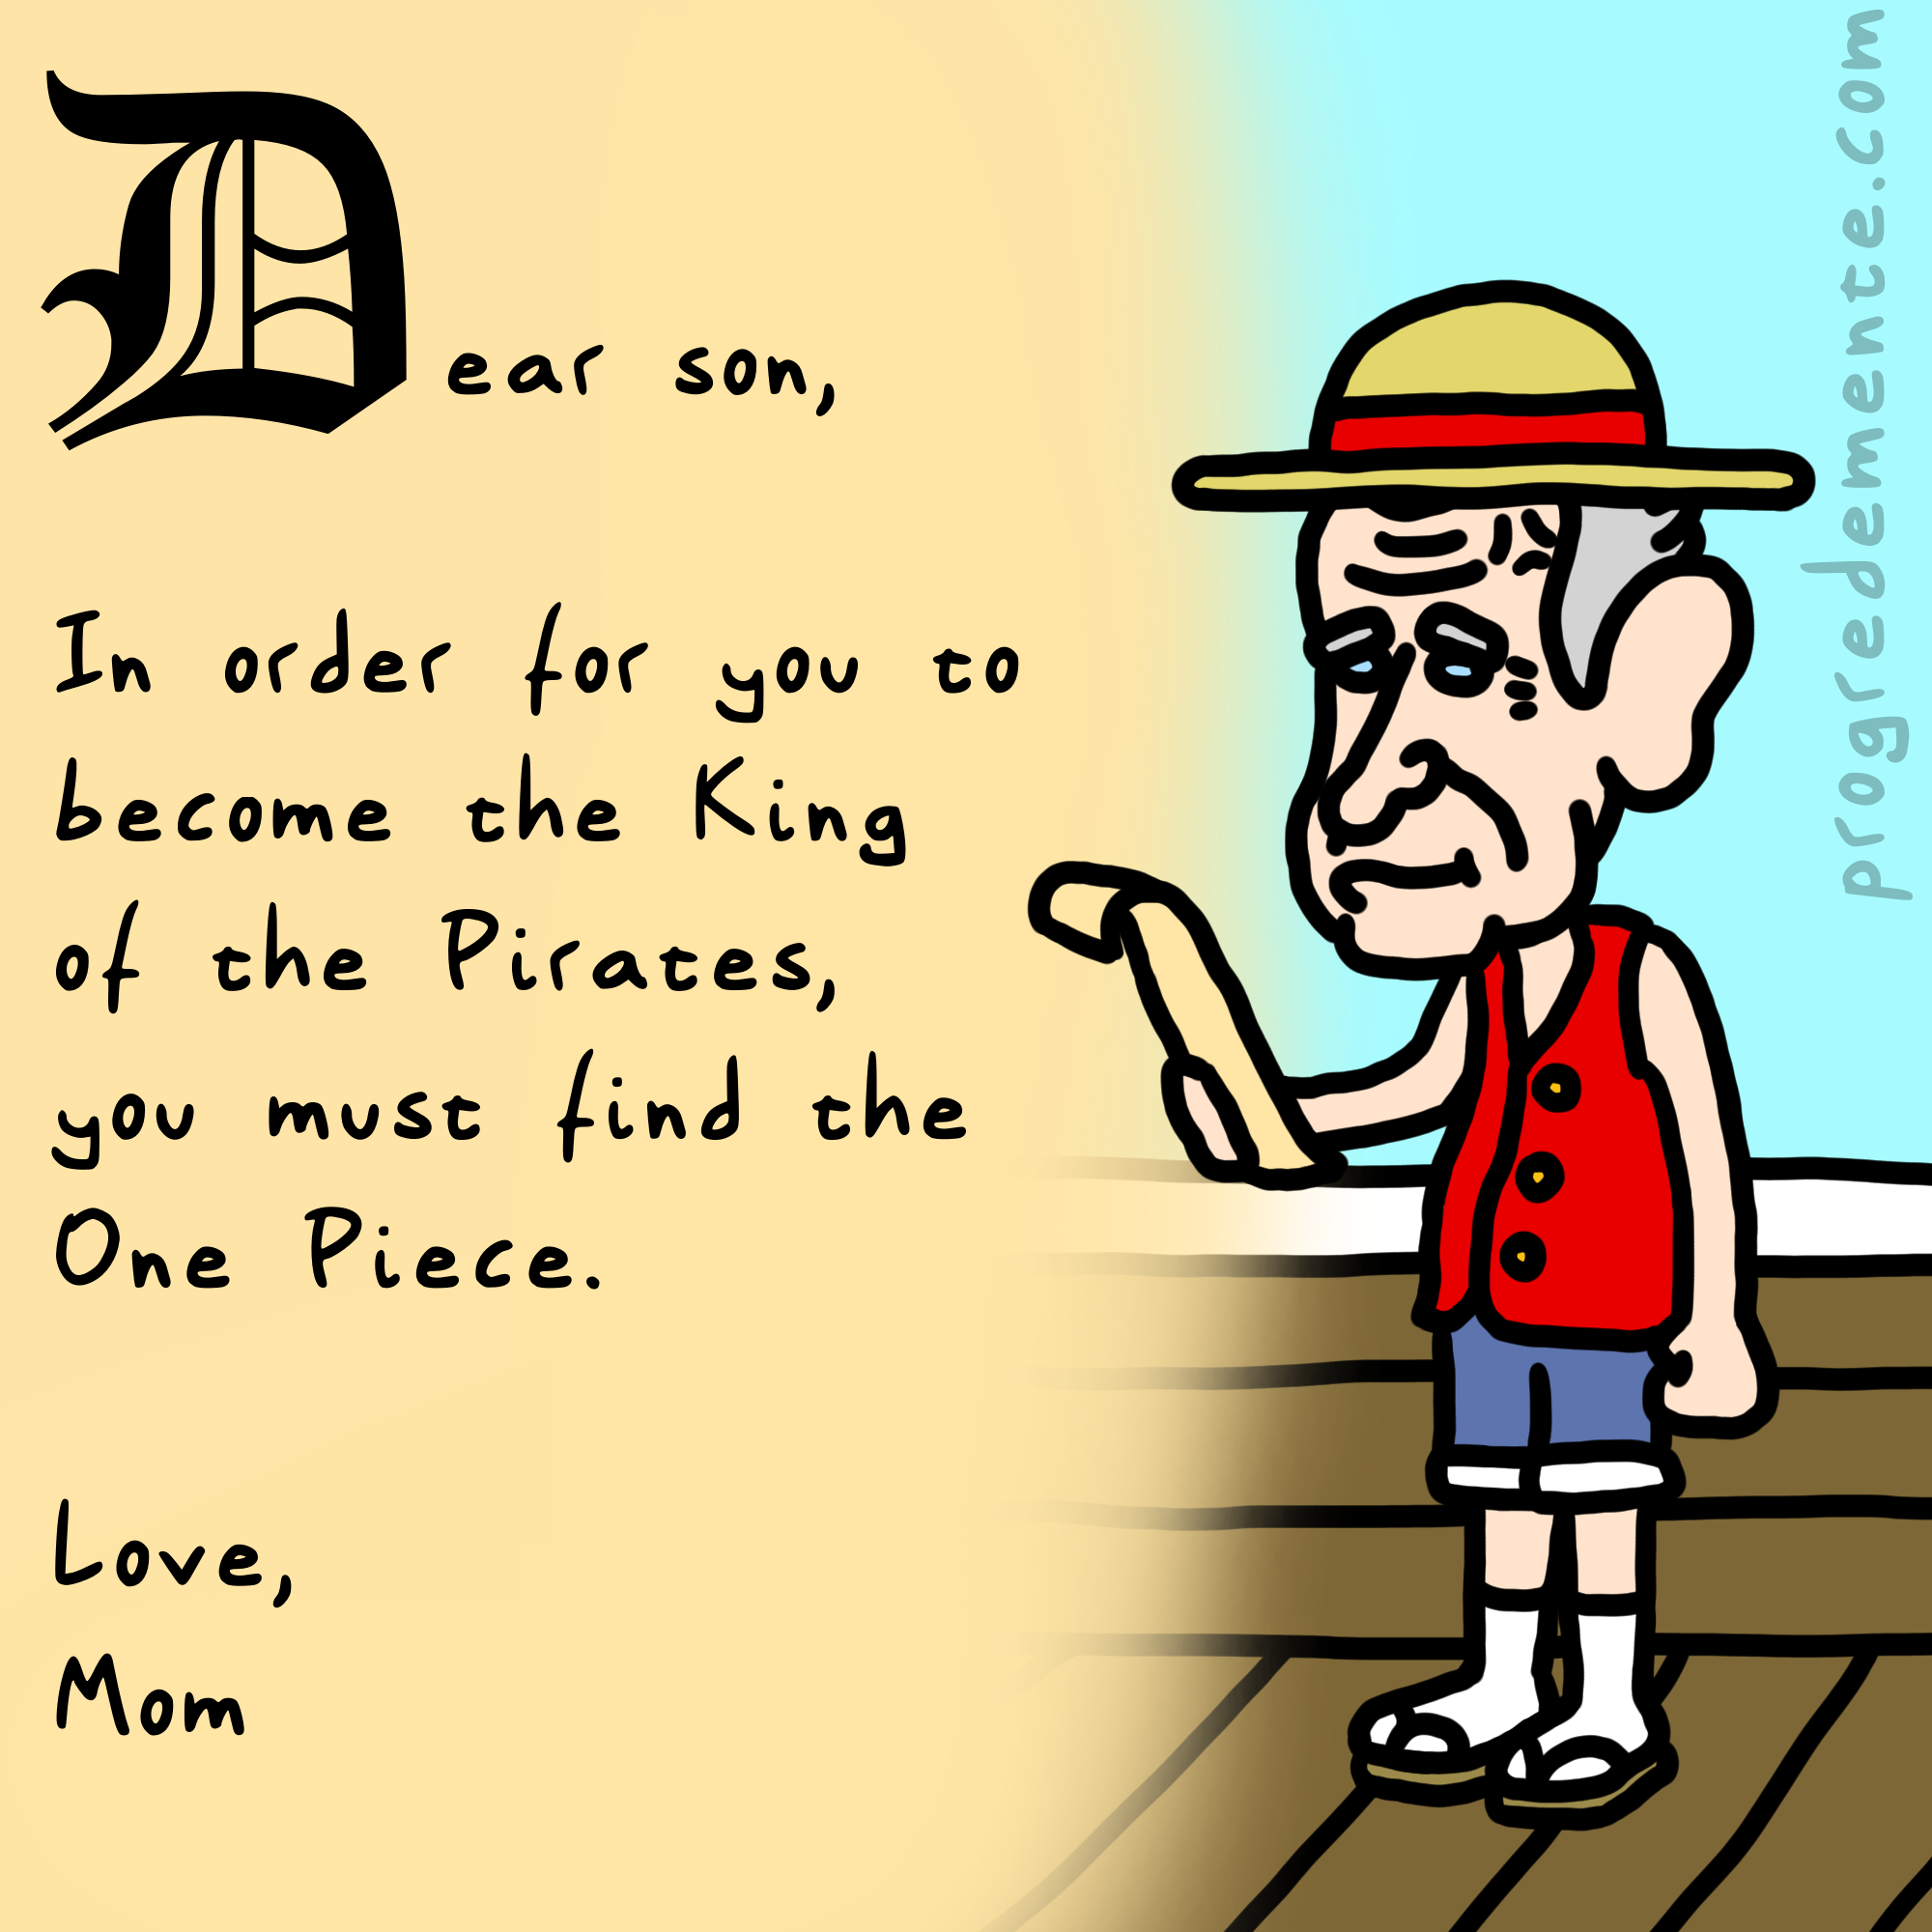 Dear son,
In order for you to
become the King
of the Pirates,
you must find the
One Piece.
Love,
Mom
progredemente.com